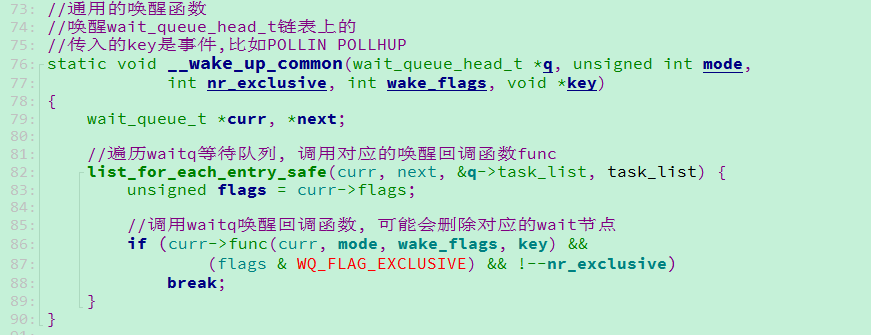 73: //通用的唤醒函数
74: //唤醒wait_queue_head_t链表上的
75: //传入的key是事件,比如POLLIN POLLHUP
76: static void __wake_up_common(wait_queue_head_t *q, unsigned int mode,
77:             int nr_exclusive, int wake_flags, void *key)
78: {
79:     wait_queue_t *curr, *next;
80:
81:     //遍历waitq等待队列, 调用对应的唤醒回调函数func
82:     list_for_each_entry_safe(curr, next, &q->task_list, task_list) {
83:         unsigned flags = curr->flags;
84:
85:         //调用waitq唤醒回调函数, 可能会删除对应的wait节点
86:         if (curr->func(curr, mode, wake_flags, key) &&
87:                 (flags & WQ_FLAG_EXCLUSIVE) && !--nr_exclusive)
88:             break;
89:     }
90: }